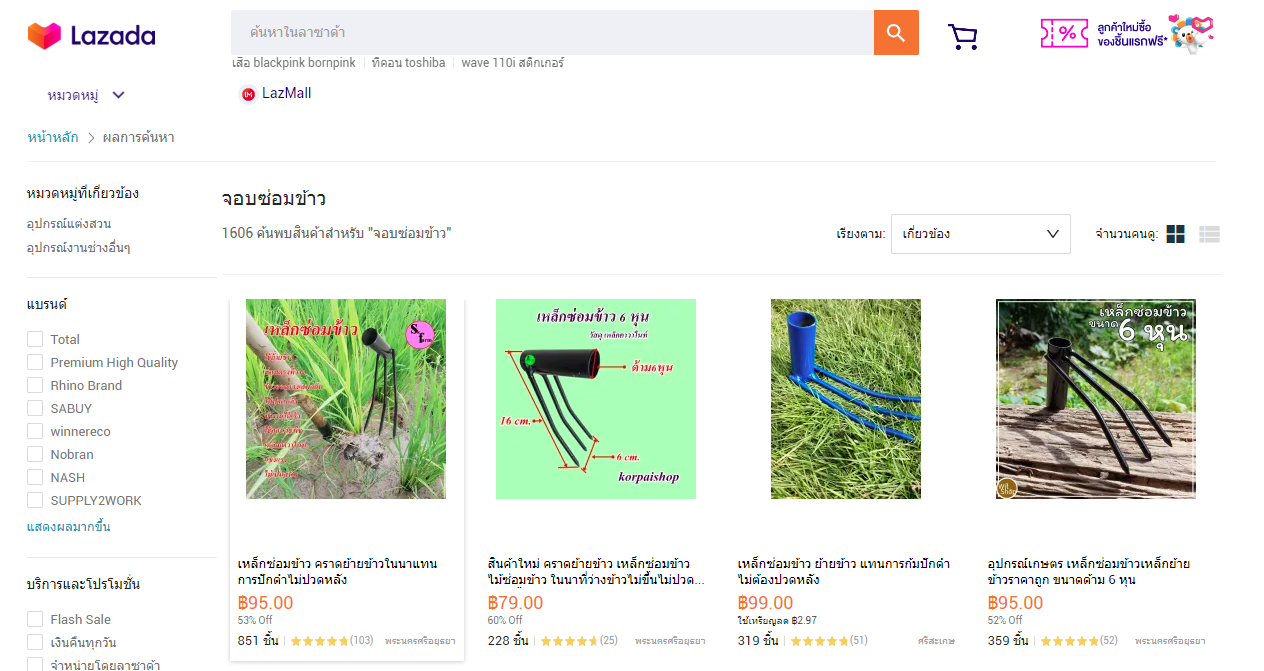 Lazada
ค้นหาในลาซาด้า
ลูกค้าใหม่ซื้อ
ของชิ้นแรกฟรี*
เสื้อ blackpink bornpink
ทีคอน toshiba
wave 110i สติกเกอร์
หมวดหมู่
LazMall
หน้าหลัก > ผลการค้นหา
หมวดหมู่ที่เกี่ยวข้อง
อุปกรณ์แต่งสวน
อุปกรณ์งานช่างอื่นๆ
แบรนด์
Total
Premium High Quality
Rhino Brand
SABUY
winnereco
Nobran
NASH
SUPPLY2WORK
แสดงผลมากขึ้น
บริการและโปรโมชั่น
Flash Sale
เงินคืนทุกวัน
จำหน่ายโดยลาซาด้า
จอบซ่อมข้าว
1606 ค้นพบสินค้าสำหรับ "จอบซ่อมข้าว"
เรียงตาม:
เกี่ยวข้อง
จำนวนคนดู:
เหล็กซ่อมข้าว
เหล็กซ่อมข้าว คราดย้ายข้าวในนาแทน
การปักดำไม่ปวดหลัง
฿95.00
53% Off
851 ชิ้น (103) พระนครศรีอยุธยา
เหล็กซ่อมข้าว 6 หุน
วัสดุ เหล็กคาวาไนท์
ด้าม6หุน
16 cm.
6 cm.
korpaishop
สินค้าใหม่ คราดย้ายข้าว เหล็กซ่อมข้าว
ไม้ซ่อมข้าว ในนาที่ว่างข้าวไม่ขึ้นไม่ปวด...
฿79.00
60% Off
228 ชิ้น (25) พระนครศรีอยุธยา
เหล็กซ่อมข้าว ย้ายข้าว แทนการก้มปักดำ
ไม่ต้องปวดหลัง
฿99.00
ใช้เหรียญลด ฿2.97
319 ชิ้น (51) ศรีสะเกษ
เหล็กซ่อมข้าว
ขนาด 6 หุน
อุปกรณ์เกษตร เหล็กซ่อมข้าวเหล็กย้าย
ข้าวราคาถูก ขนาดด้าม 6 หุน
฿95.00
52% Off
359 ชิ้น (52) พระนครศรีอยุธยา